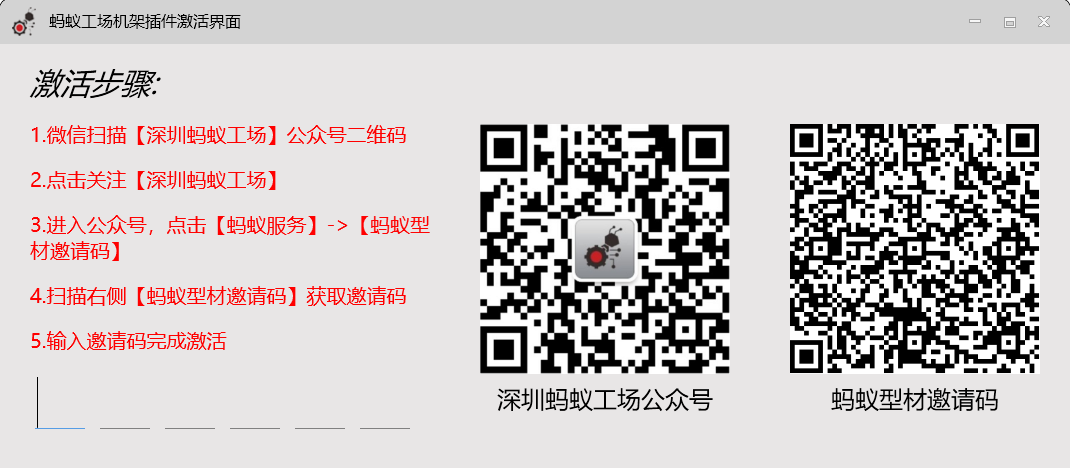 蚂蚁工场机架插件激活界面
激活步骤:
1.微信扫描【深圳蚂蚁工场】公众号二维码
2.点击关注【深圳蚂蚁工场】
3.进入公众号，点击【蚂蚁服务】->【蚂蚁型
材邀请码】
4.扫描右侧【蚂蚁型材邀请码】获取邀请码
5.输入邀请码完成激活
深圳蚂蚁工场公众号
蚂蚁型材邀请码